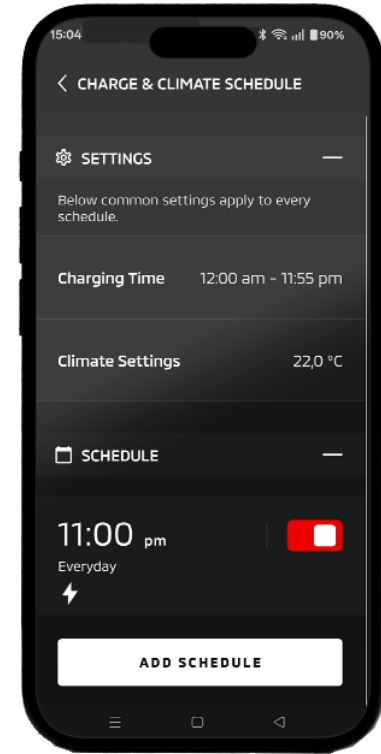 15:04 90%
CHARGE & CLIMATE SCHEDULE
SETTINGS
Below common settings apply to every
schedule.
Charging Time 12:00 am - 11:55 pm
Climate Settings 22,0 °C
SCHEDULE
11:00 pm
Everyday
ADD SCHEDULE